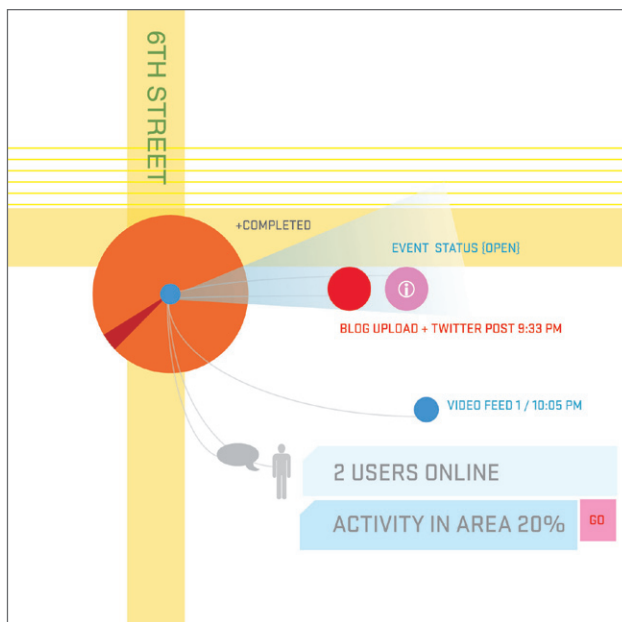 6TH STREET
+COMPLETED
EVENT STATUS [OPEN]
i
BLOG UPLOAD + TWITTER POST 9:33 PM
VIDEO FEED 1 / 10:05 PM
2 USERS ONLINE
ACTIVITY IN AREA 20%
GO